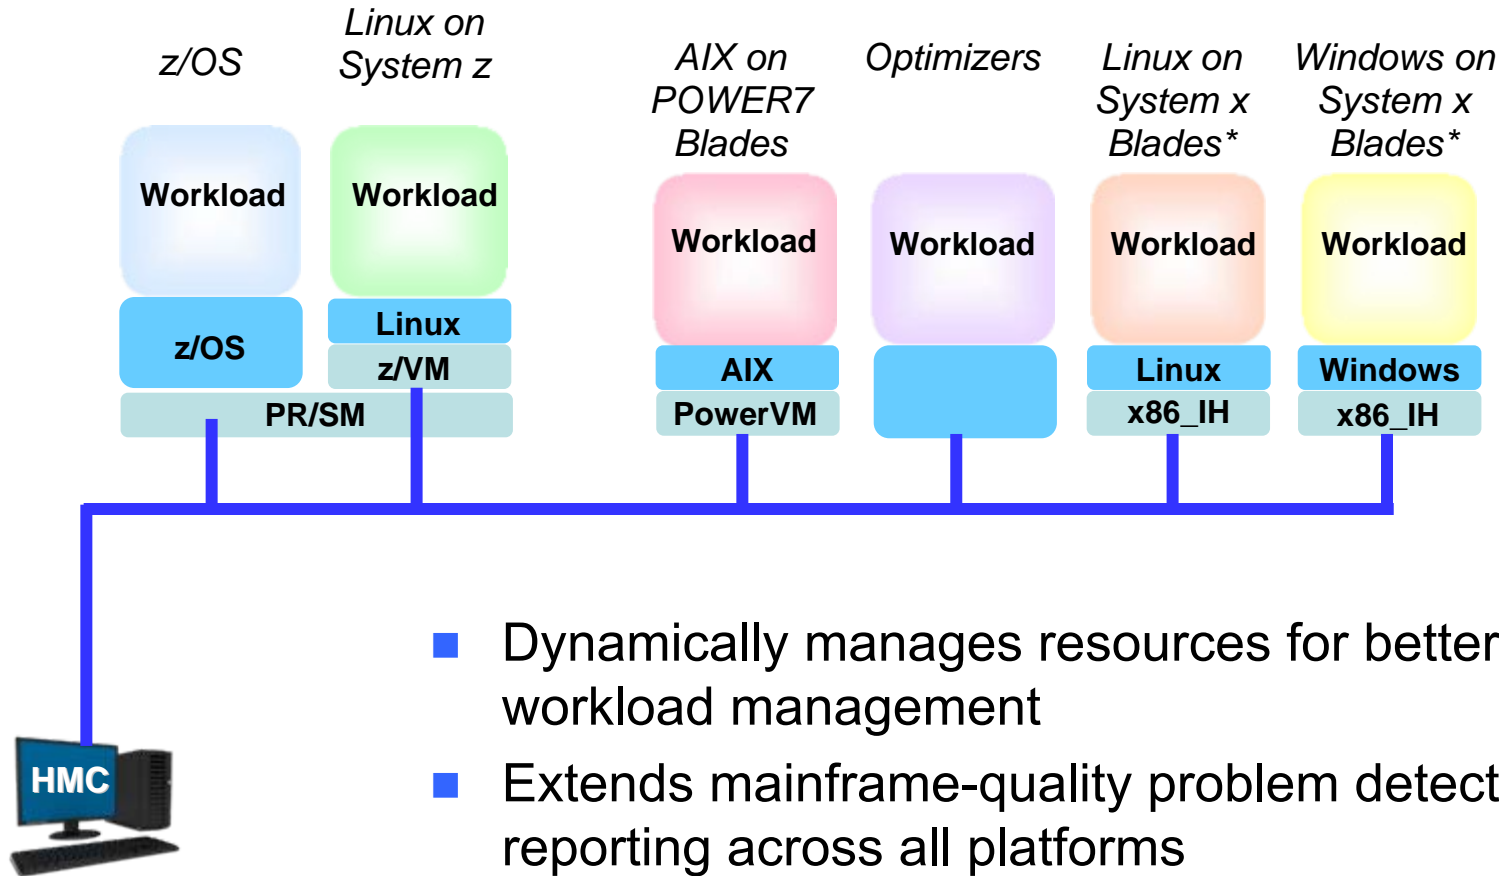 z/OS
Linux on
System z
AIX on
POWER7
Blades
Optimizers
Linux on
System x
Blades*
Windows on
System x
Blades*
Workload
Workload
Workload
Workload
Workload
Workload
z/OS
Linux
z/VM
PR/SM
AIX
PowerVM
Linux
x86_IH
Windows
x86_IH
HMC
Dynamically manages resources for better
workload management
Extends mainframe-quality problem detect
reporting across all platforms